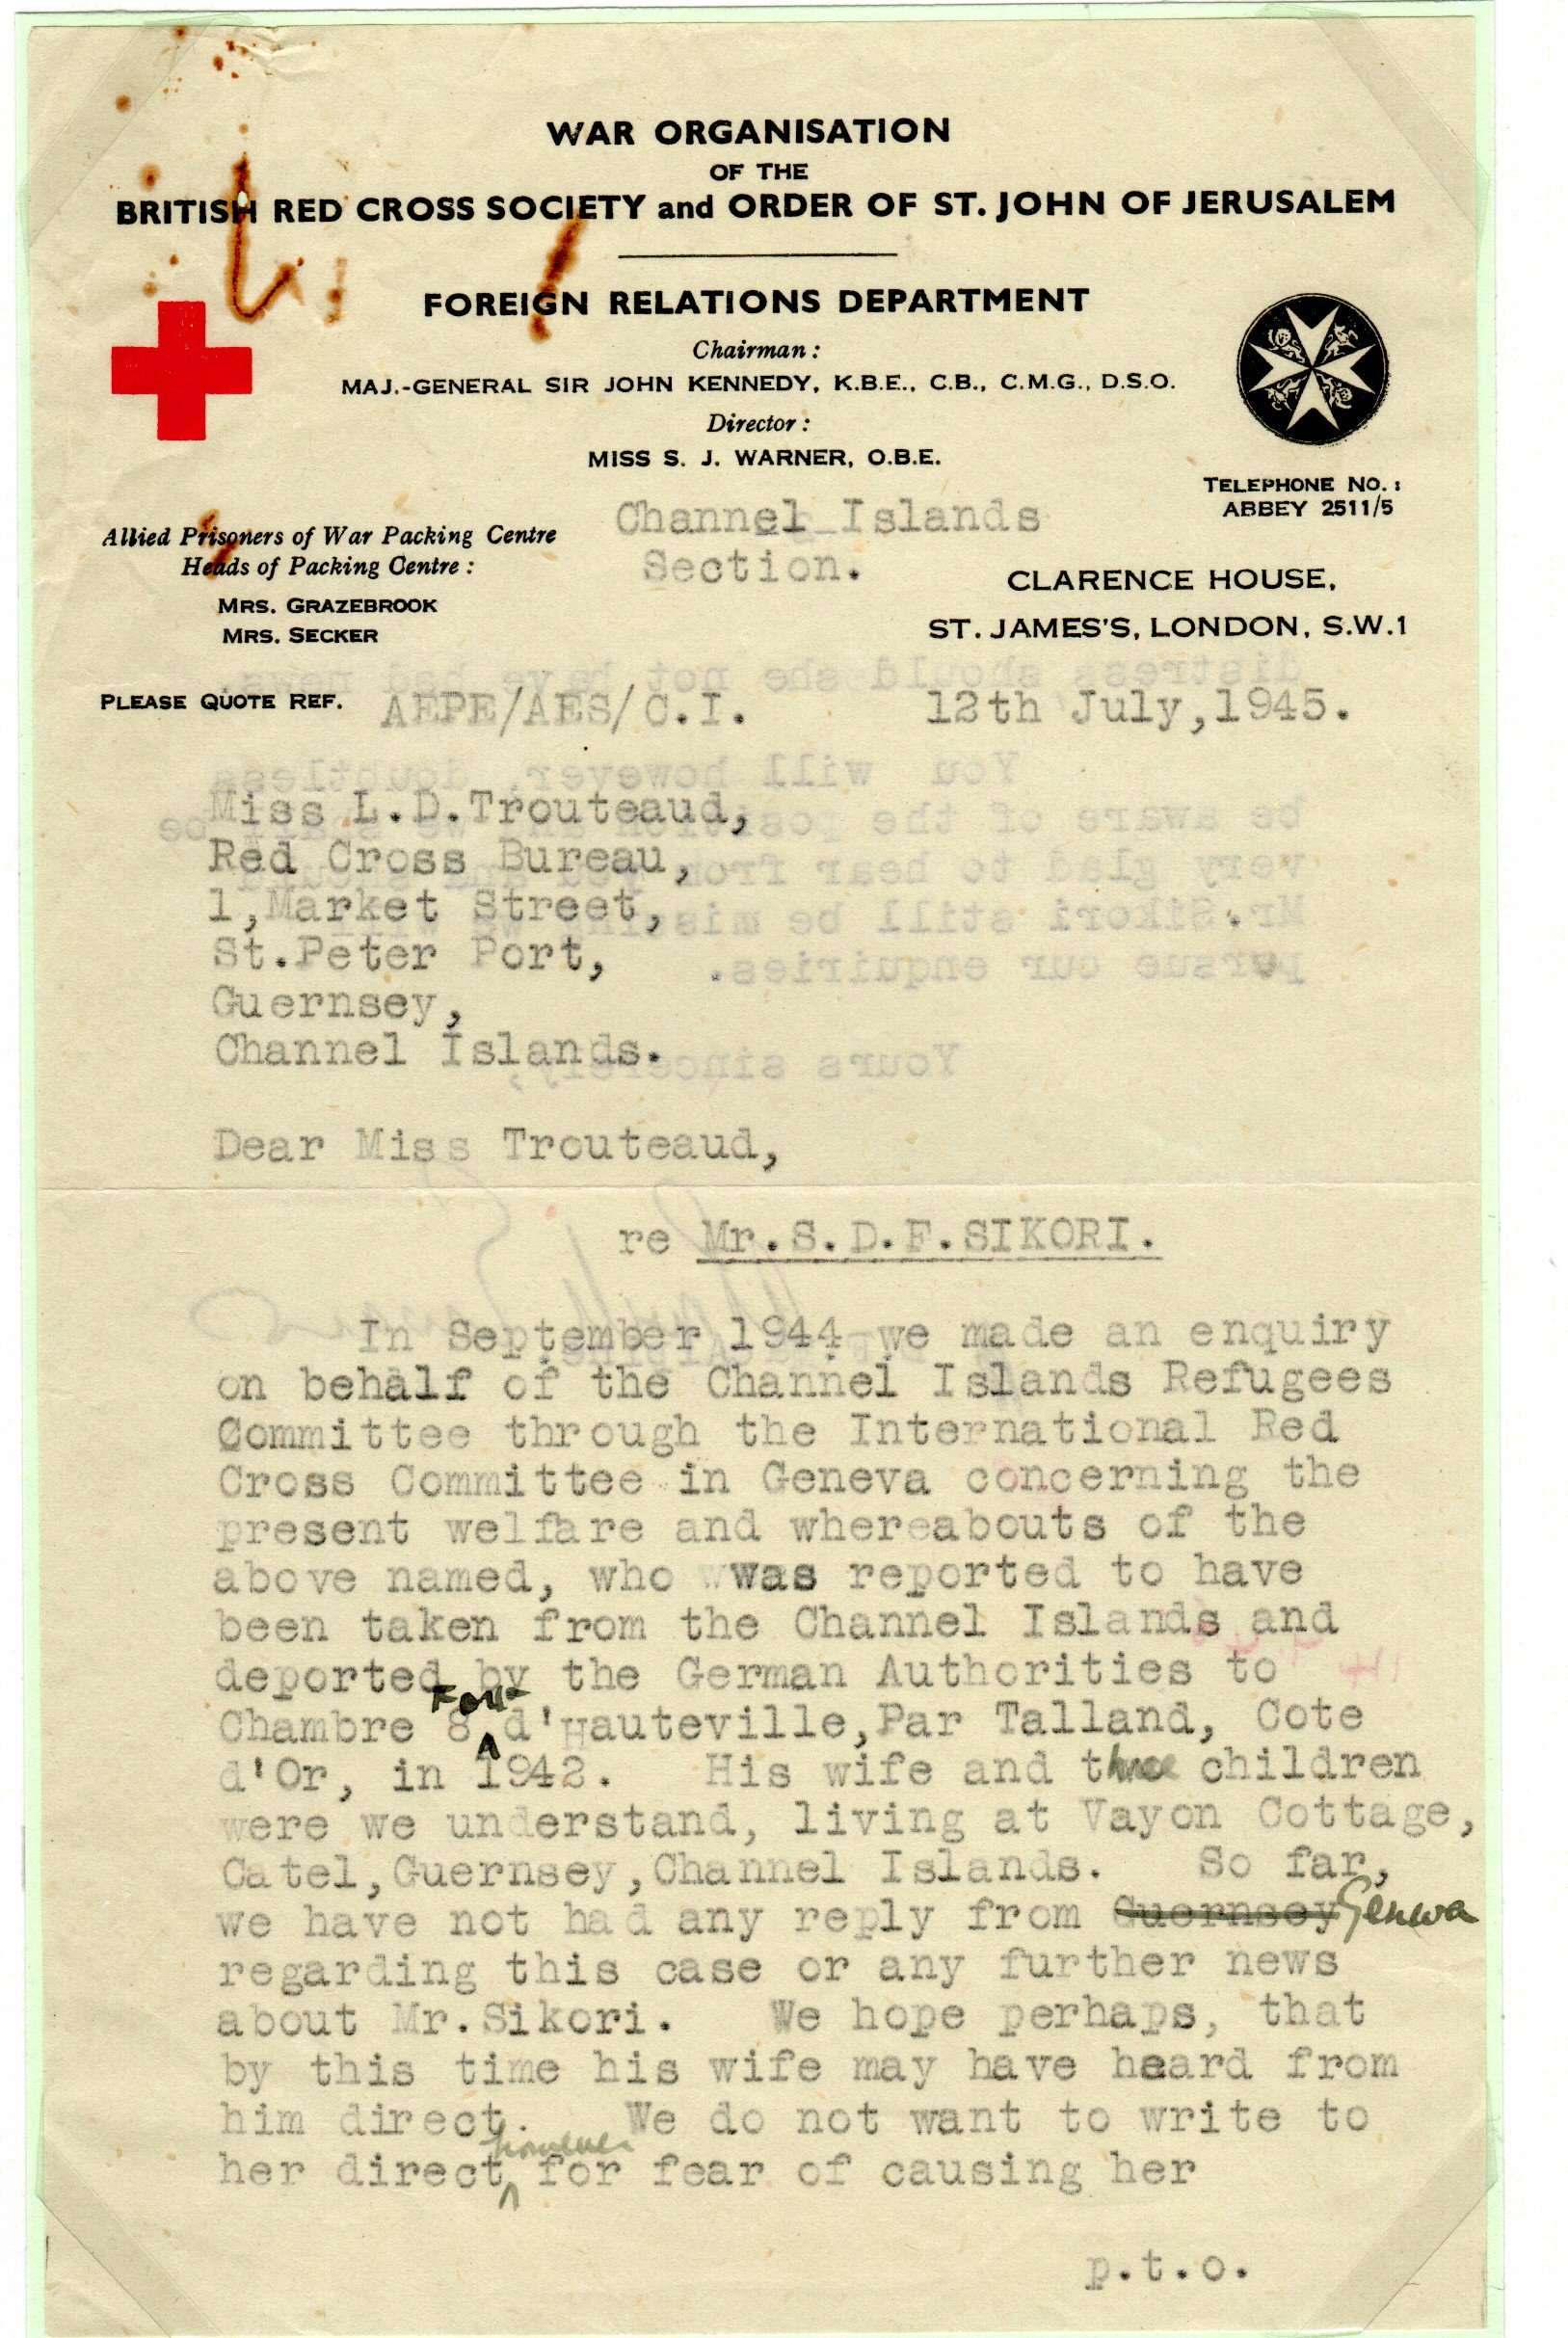 WAR ORGANISATION
OF THE
BRITISH RED CROSS SOCIETY and ORDER OF ST. JOHN OF JERUSALEM
FOREIGN RELATIONS DEPARTMENT
Chairman:
MAJ.-GENERAL SIR JOHN KENNEDY, K.B.E., C.B., C.M.G., D.S.O.
Director:
MISS S. J. WARNER, O.B.E.
TELEPHONE NO.:
ABBEY 2511/5
Channel Islands
Section.
Allied Prisoners of War Packing Centre
Heads of Packing Centre:
MRS. GRAZEBROOK
MRS. SECKER
CLARENCE HOUSE,
ST. JAMES'S, LONDON, S.W.1
PLEASE QUOTE REF. AEPE/AES/C.I. 12th July,1945.
Miss L.D.Trouteaud,
Red Cross Bureau,
1,Market Street,
St.Peter Port,
Guernsey,
Channel Islands.
Dear Miss Trouteaud,
re Mr.S.D.F.SIKORI.
In September 1944 we made an enquiry
on behalf of the Channel Islands Refugees
Committee through the International Red
Cross Committee in Geneva concerning the
present welfare and whereabouts of the
above named, who wwas reported to have
been taken from the Channel Islands and
deported by the German Authorities to
Chambre 8 Fort d'Hauteville,Par Talland, Cote
d'Or, in 1942. His wife and three children
were we understand, living at Vayon Cottage,
Catel,Guernsey,Channel Islands. So far,
we have not had any reply from Guernsey Geneva
regarding this case or any further news
about Mr.Sikori. We hope perhaps, that
by this time his wife may have heard from
him direct. We do not want to write to
her direct however for fear of causing her
p.t.o.